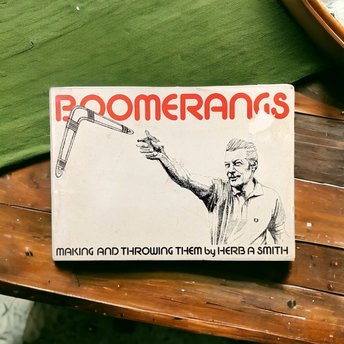 BOOMERANGS
MAKING AND THROWING THEM by HERB A SMITH